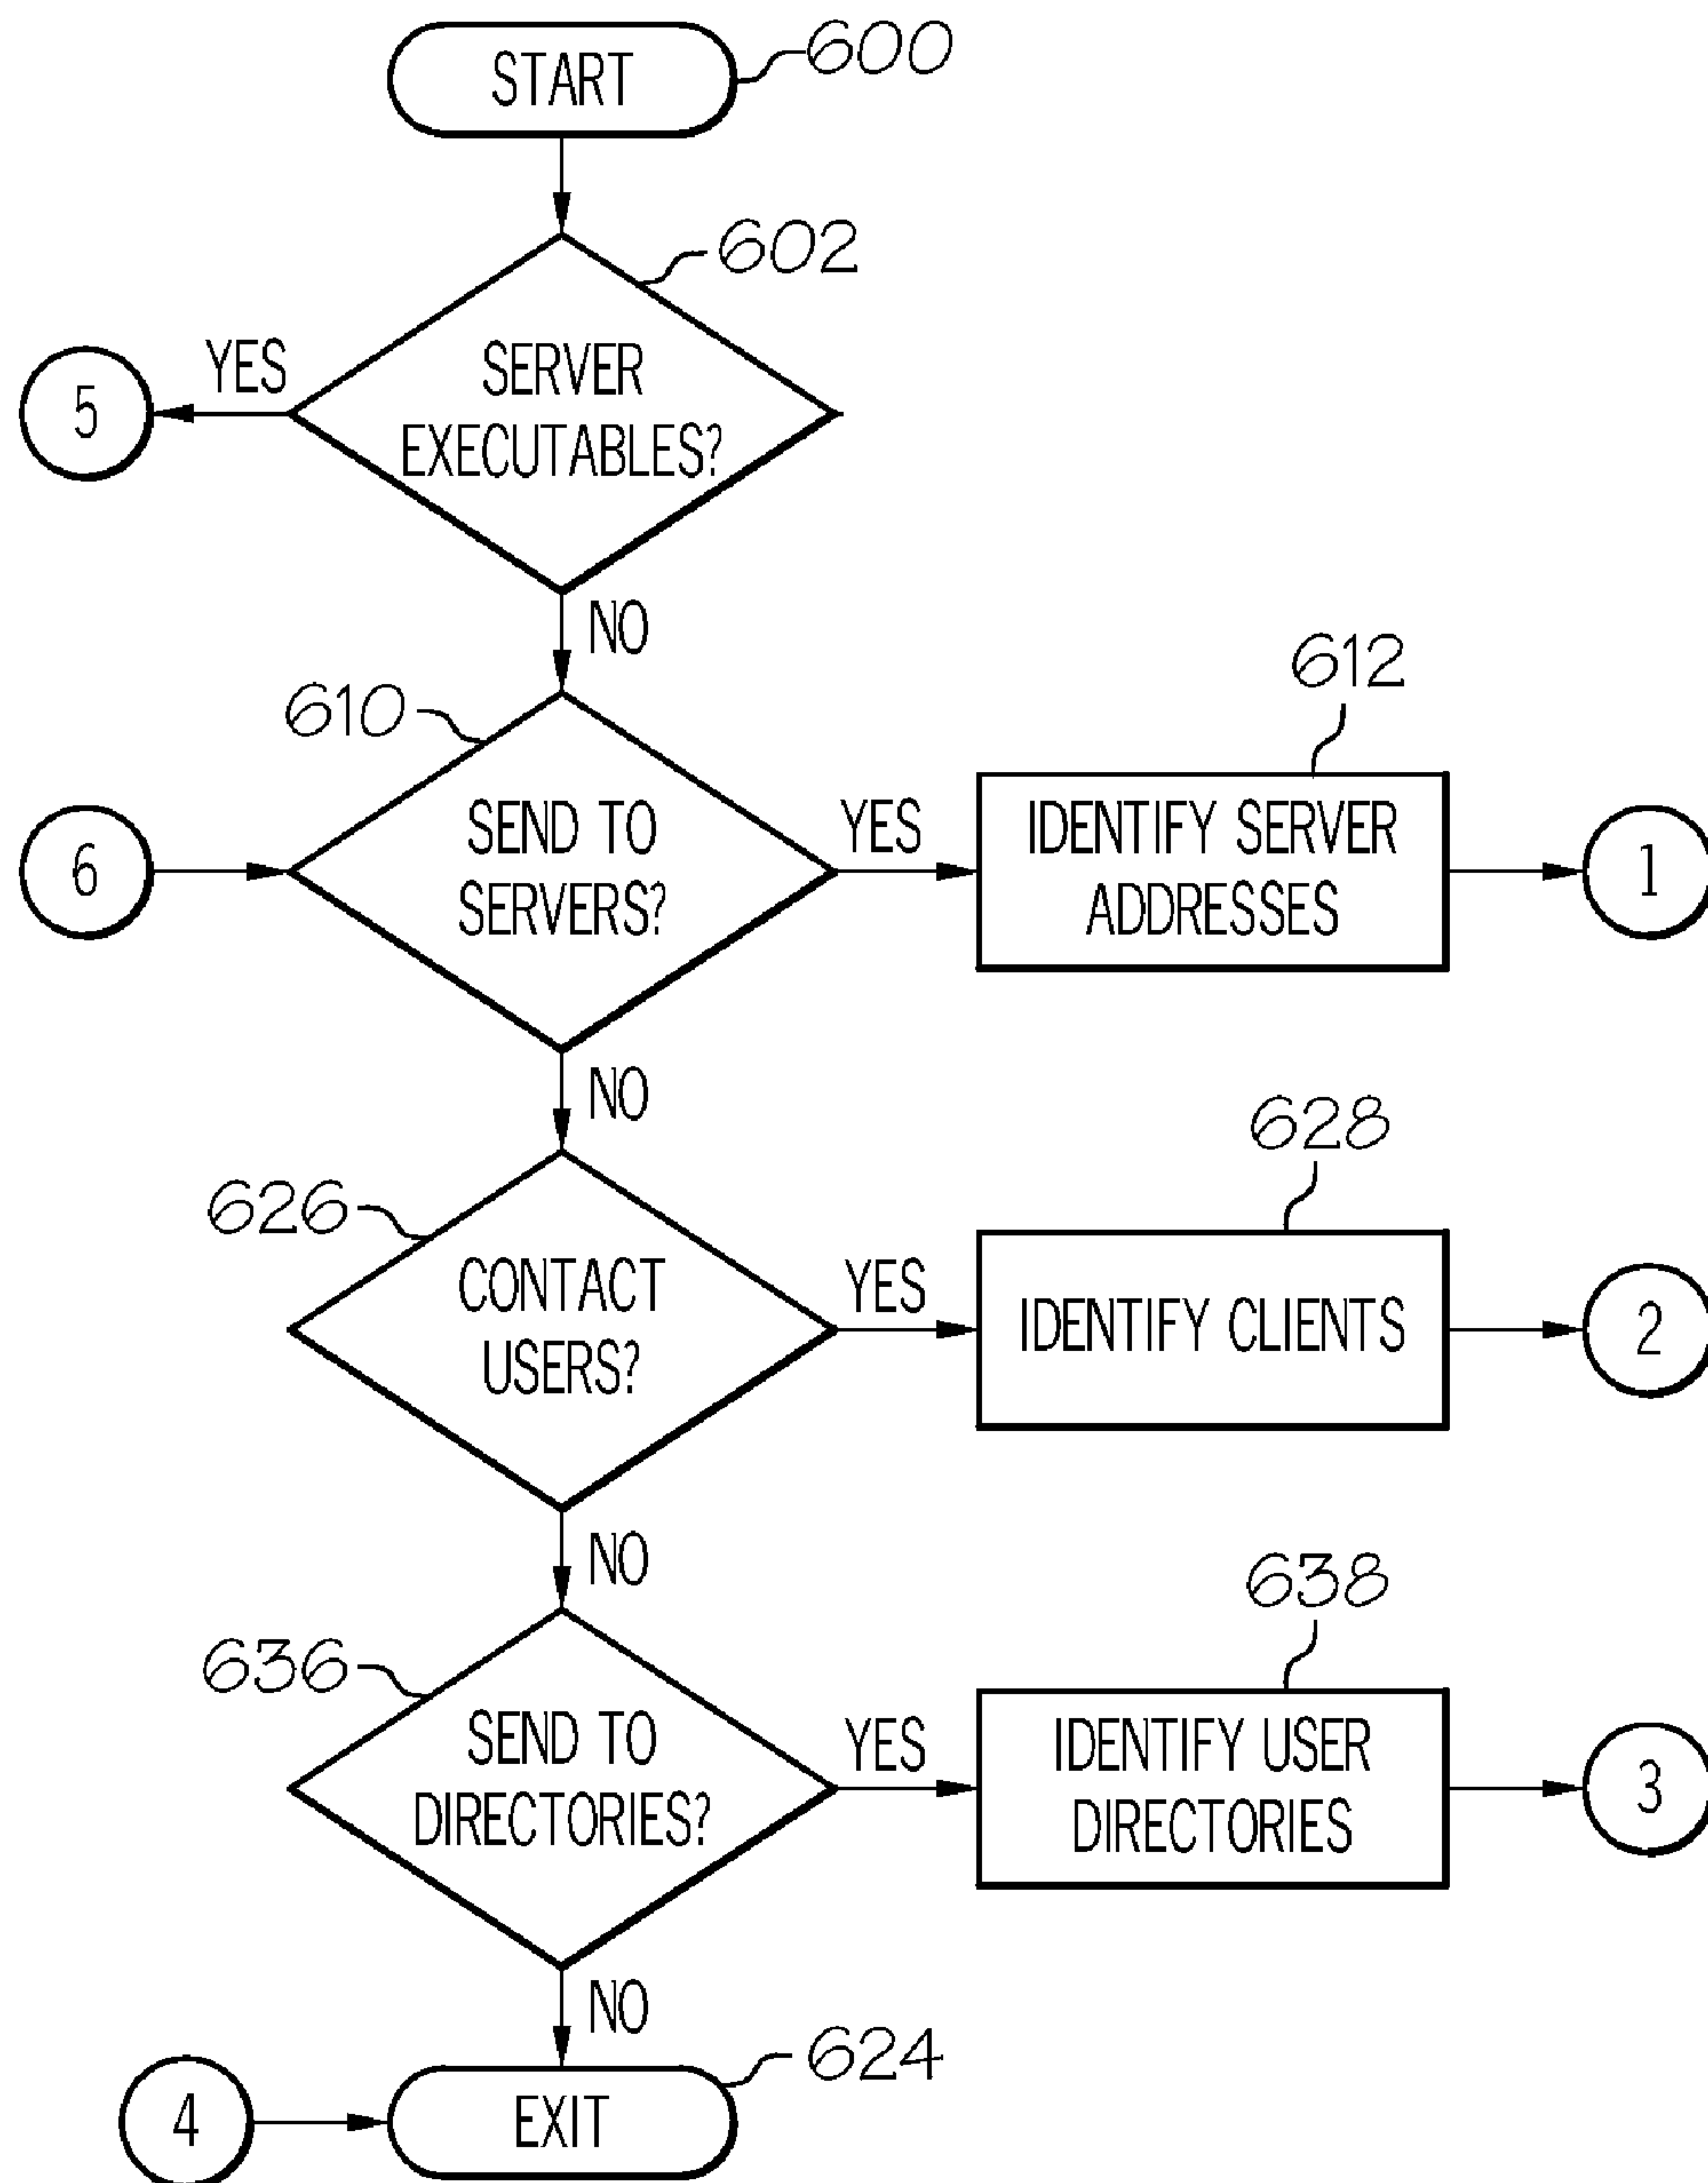 START
600
602
YES
5
SERVER
EXECUTABLES?
NO
610
612
6
SEND TO
SERVERS?
YES
IDENTIFY SERVER
ADDRESSES
1
NO
626
628
CONTACT
USERS?
YES
IDENTIFY CLIENTS
2
NO
636
638
SEND TO
DIRECTORIES?
YES
IDENTIFY USER
DIRECTORIES
3
NO
624
4
EXIT